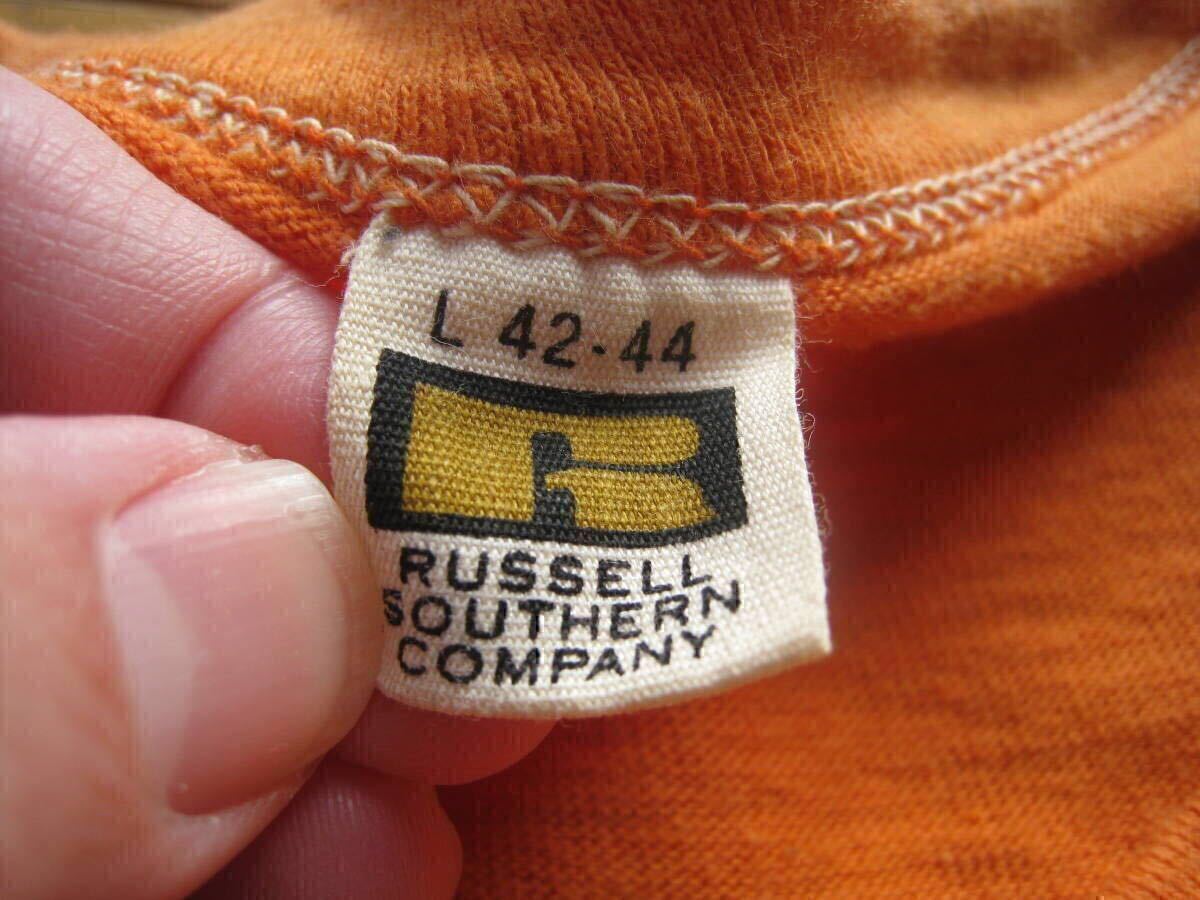 L 42-44
R
RUSSELL
SOUTHERN
COMPANY